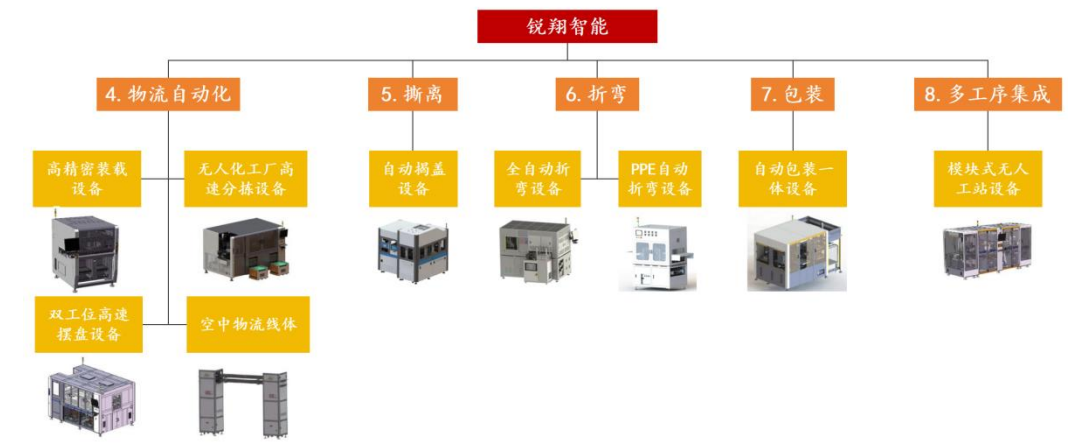 锐翔智能
4.物流自动化
5.撕离
6.折弯
7.包装
8.多工序集成
高精密装载
设备
无人化工厂高
速分拣设备
自动揭盖
设备
全自动折
弯设备
PPE自动
折弯设备
自动包装一
体设备
模块式无人
工站设备
双工位高速
摆盘设备
空中物流线体